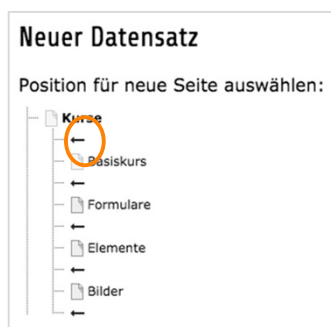 Neuer Datensatz
Position für neue Seite auswählen:
Kurse
Basiskurs
Formulare
Elemente
Bilder